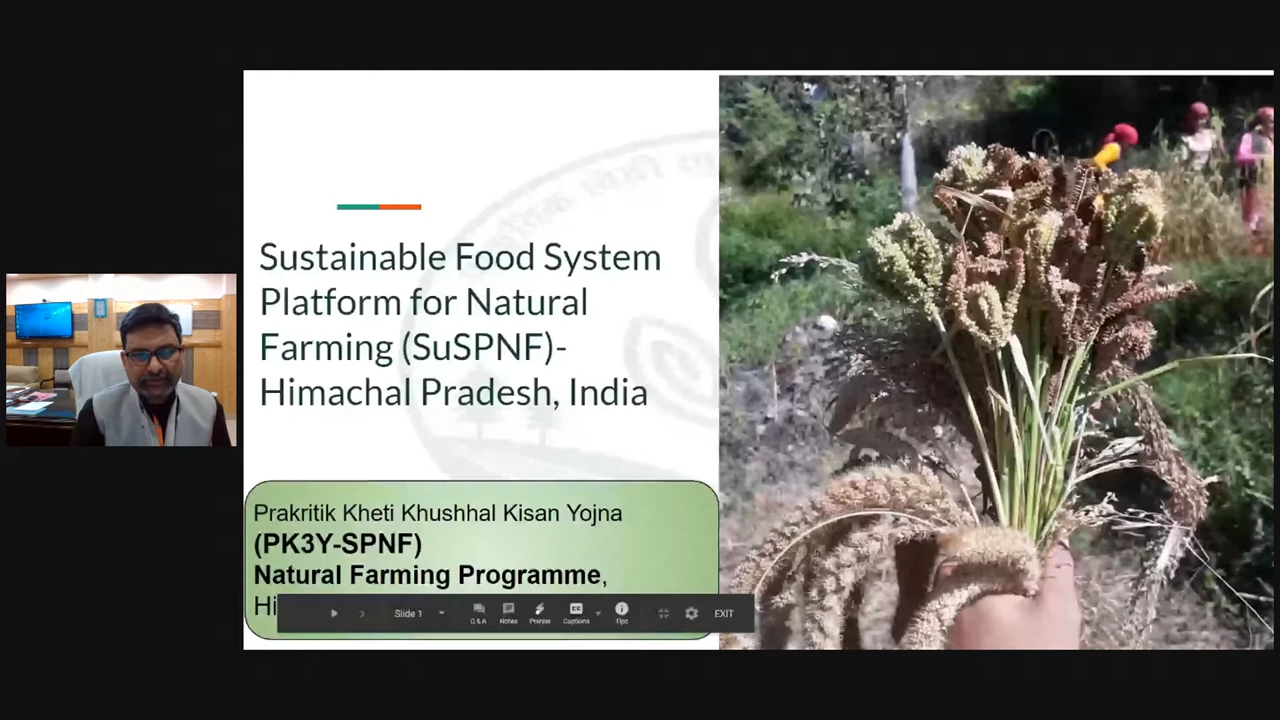 Sustainable Food System
Platform for Natural
Farming (SuSPNF)-
Himachal Pradesh, India
Prakritik Kheti Khushhal Kisan Yojna
(PK3Y-SPNF)
Natural Farming Programme,
Hi
Slide 1
Q & A
Notes
Pointer
Captions
Tips
EXIT